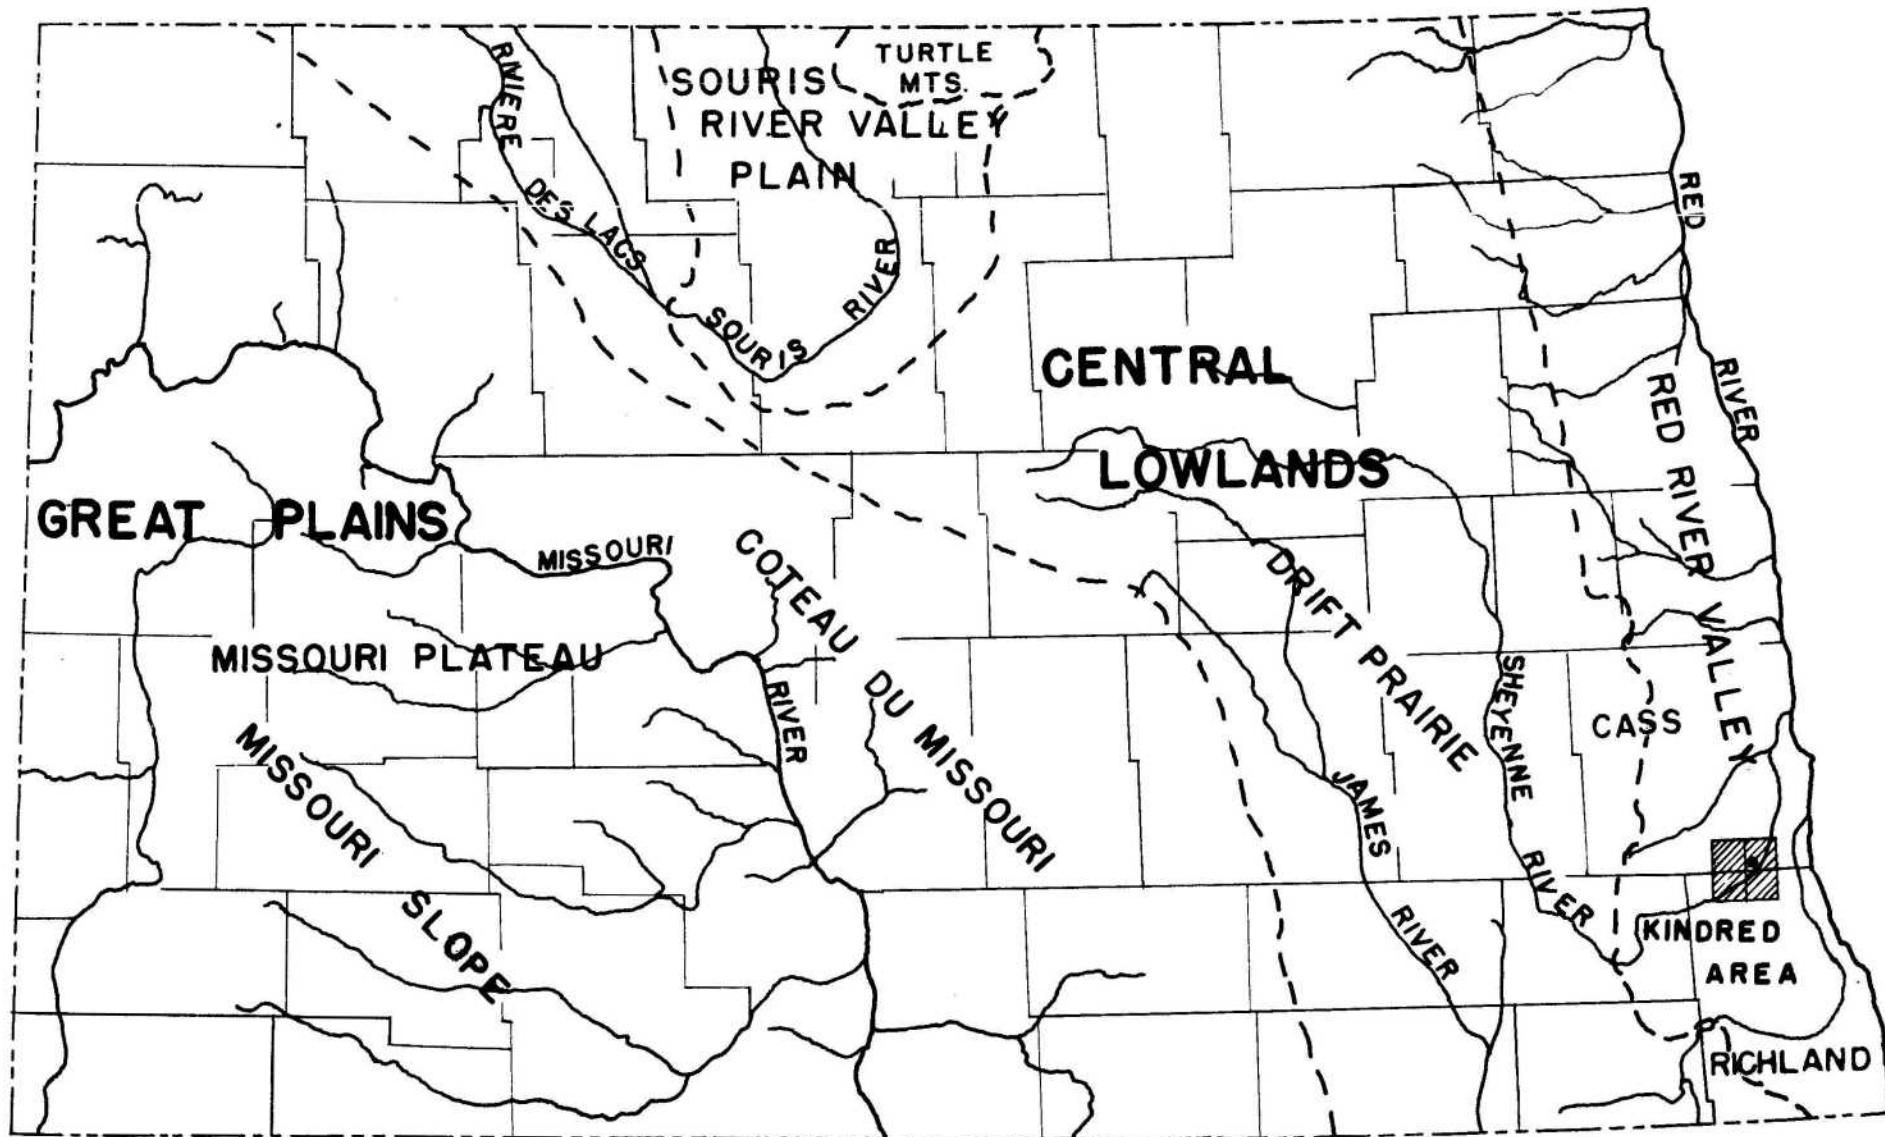 TURTLE
MTS.
SOURIS
RIVER VALLEY
PLAIN
RIVIERE
DES LACS
SOURIS
RIVER
RED
RIVER
CENTRAL
LOWLANDS
RED RIVER
VALLEY
GREAT PLAINS
MISSOURI
RIVER
COTEAU
DU MISSOURI
DRIFT PRAIRIE
MISSOURI PLATEAU
MISSOURI
SLOPE
SHEYENNE
RIVER
CASS
JAMES
RIVER
KINDRED
AREA
RICHLAND